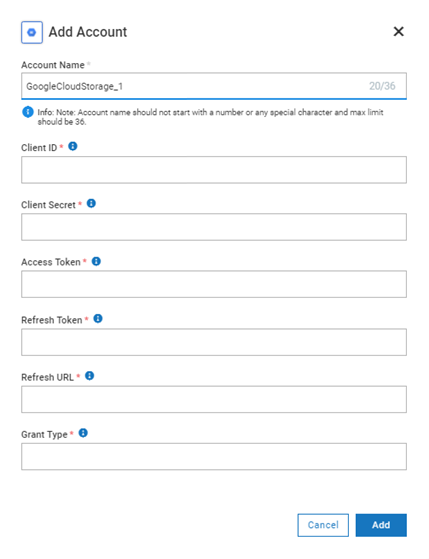 Add Account
Account Name *
GoogleCloudStorage_1 20/36
Info: Note: Account name should not start with a number or any special character and max limit
should be 36.
Client ID *
Client Secret *
Access Token *
Refresh Token *
Refresh URL *
Grant Type *
Cancel Add